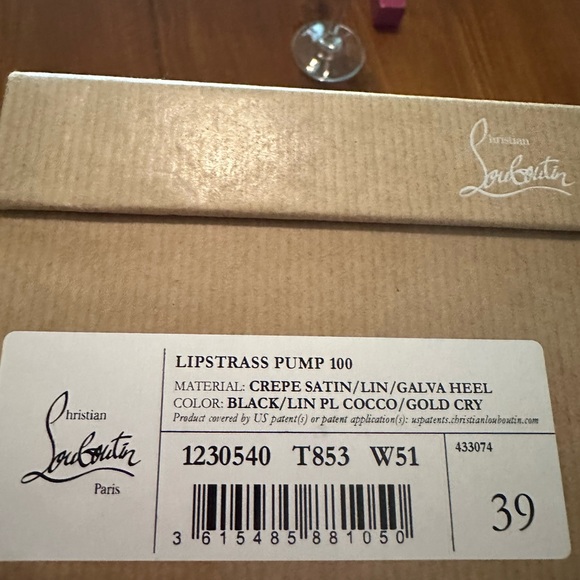 Christian
Louboutin
Christian
Louboutin
Paris
LIPSTRASS PUMP 100
MATERIAL: CREPE SATIN/LIN/GALVA HEEL
COLOR: BLACK/LIN PL COCCO/GOLD CRY
Product covered by US patent(s) or patent application(s): uspatents.christianlouboutin.com
1230540 T853 W51
433074
3 615485 881050
39